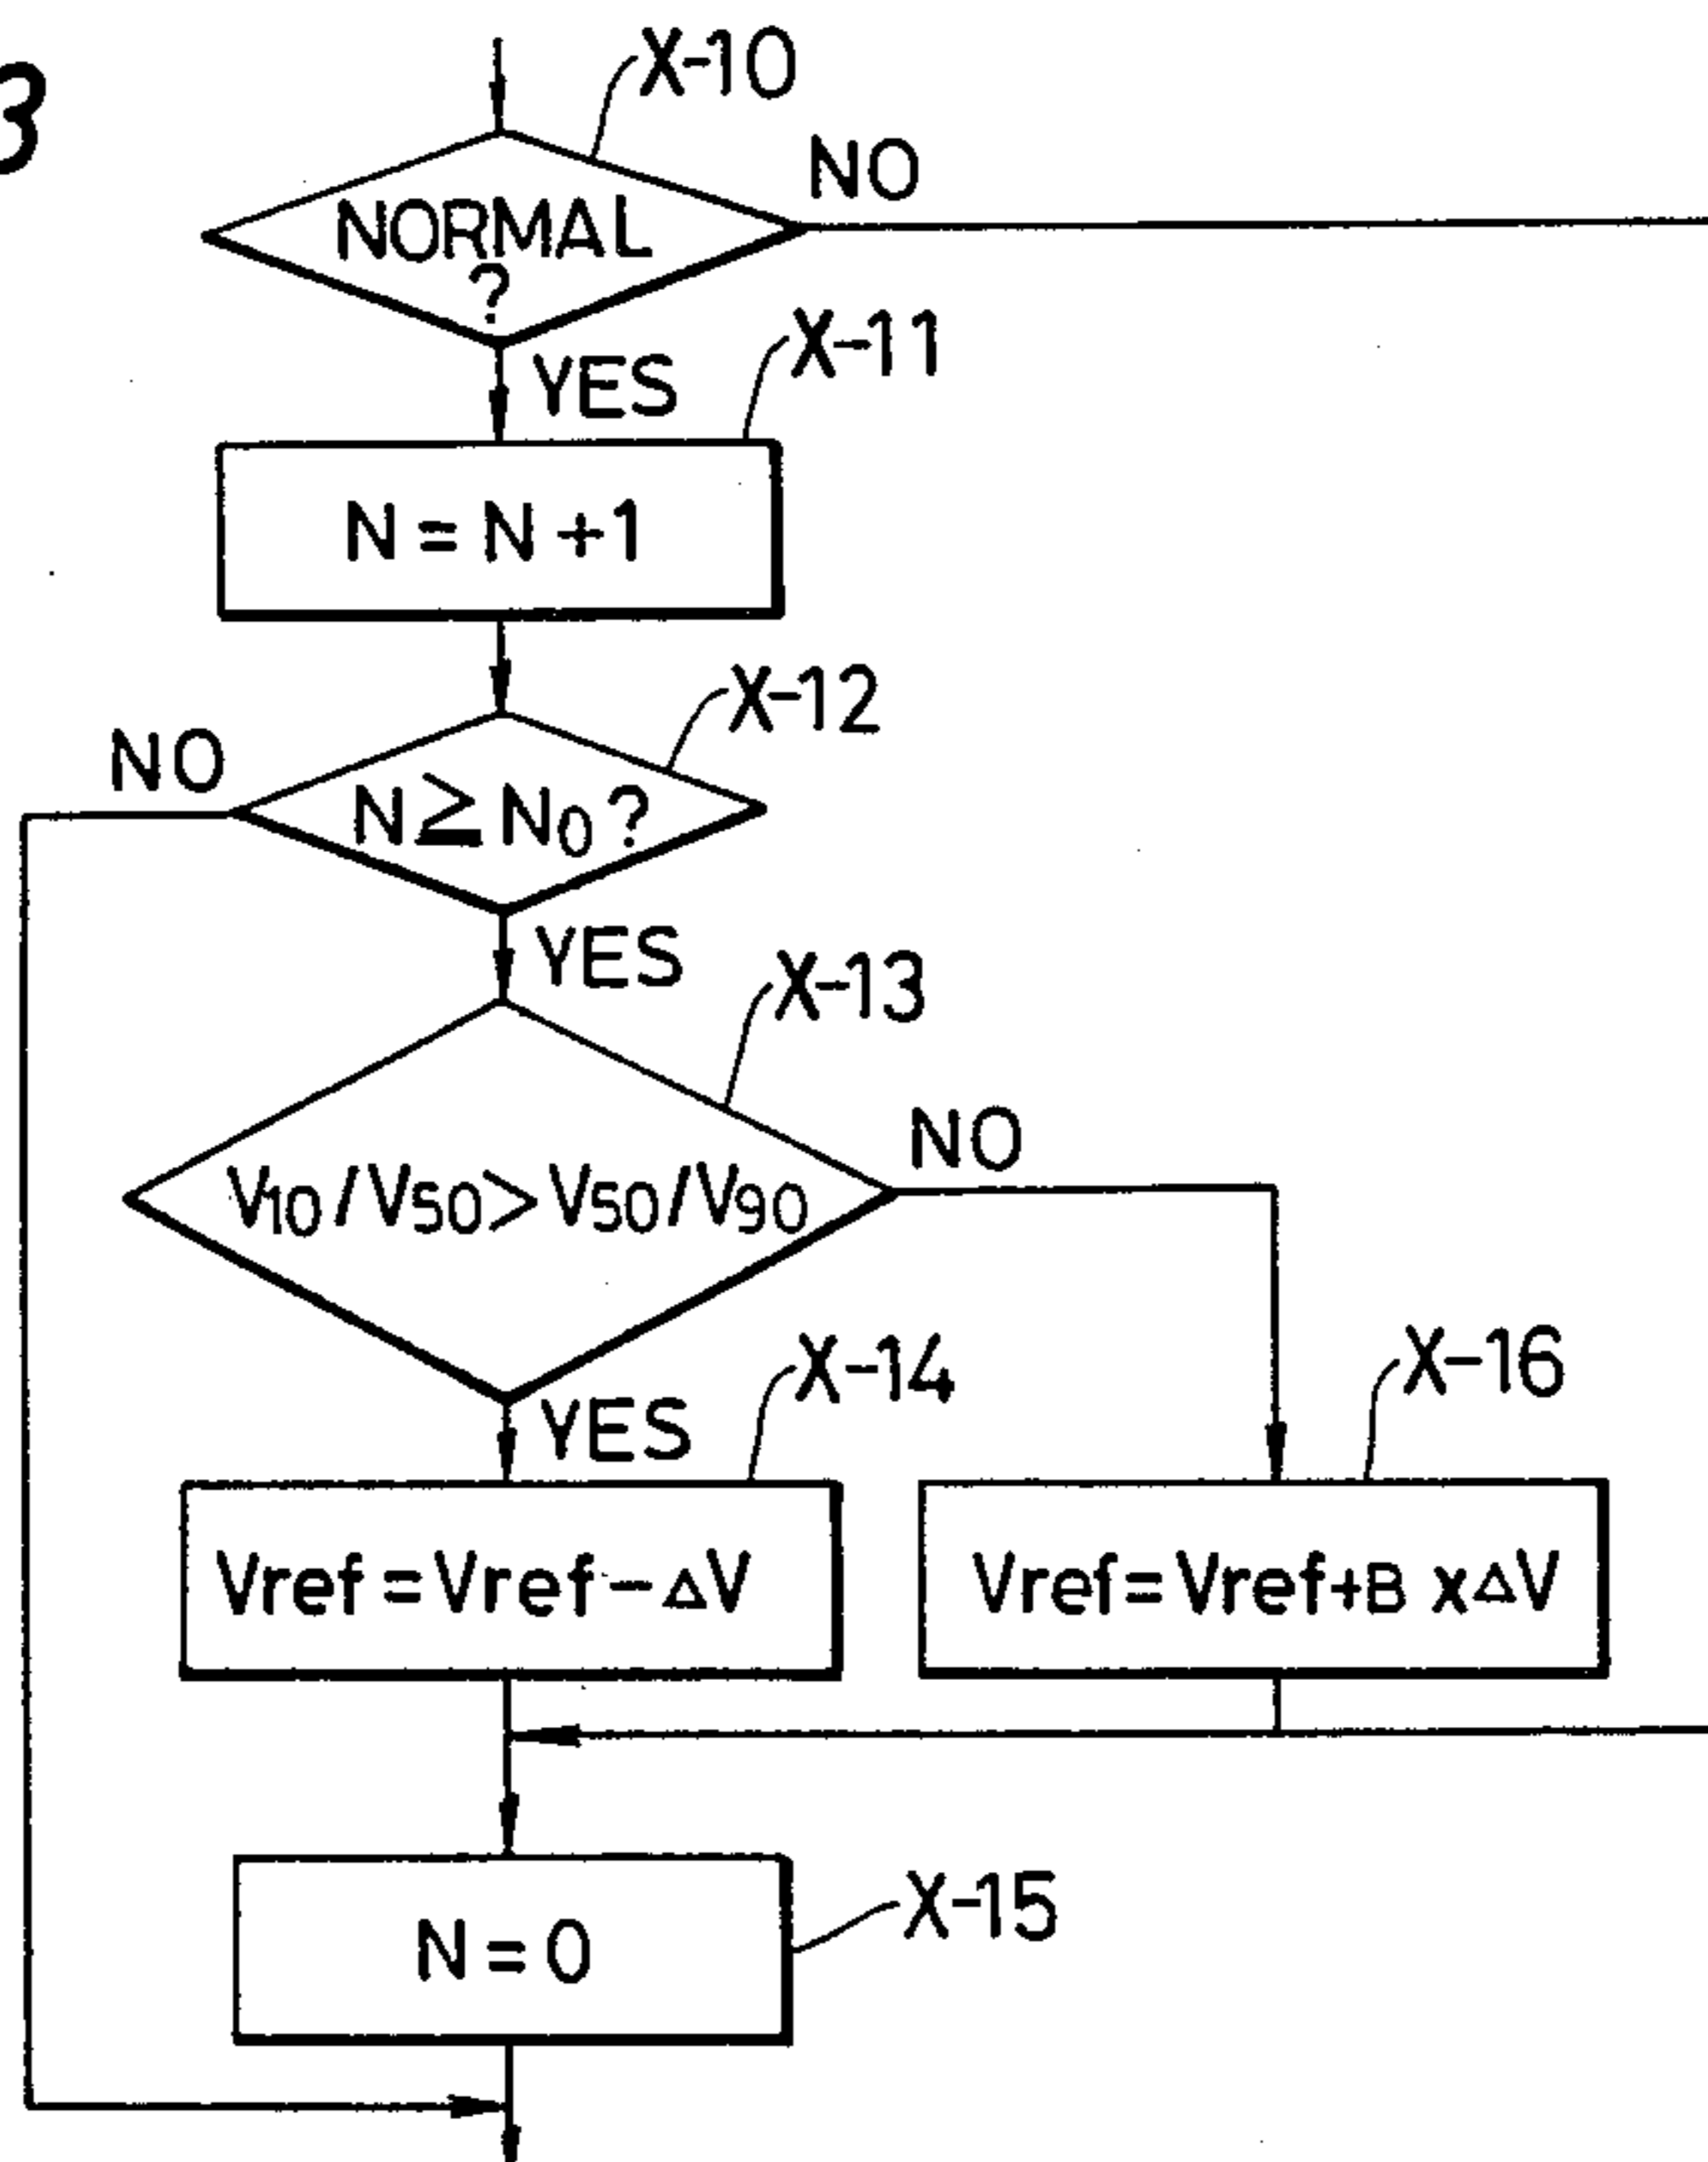 3
X-10
NO
NORMAL
?
X-11
YES
N = N + 1
X-12
NO
N ≥ N0 ?
YES
X-13
NO
V10 / V50 > V50 / V90
X-14
X-16
YES
Vref = Vref - ΔV
Vref = Vref + B x ΔV
X-15
N = 0